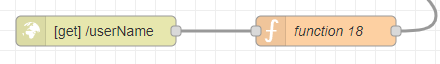 [get] /userName
function 18